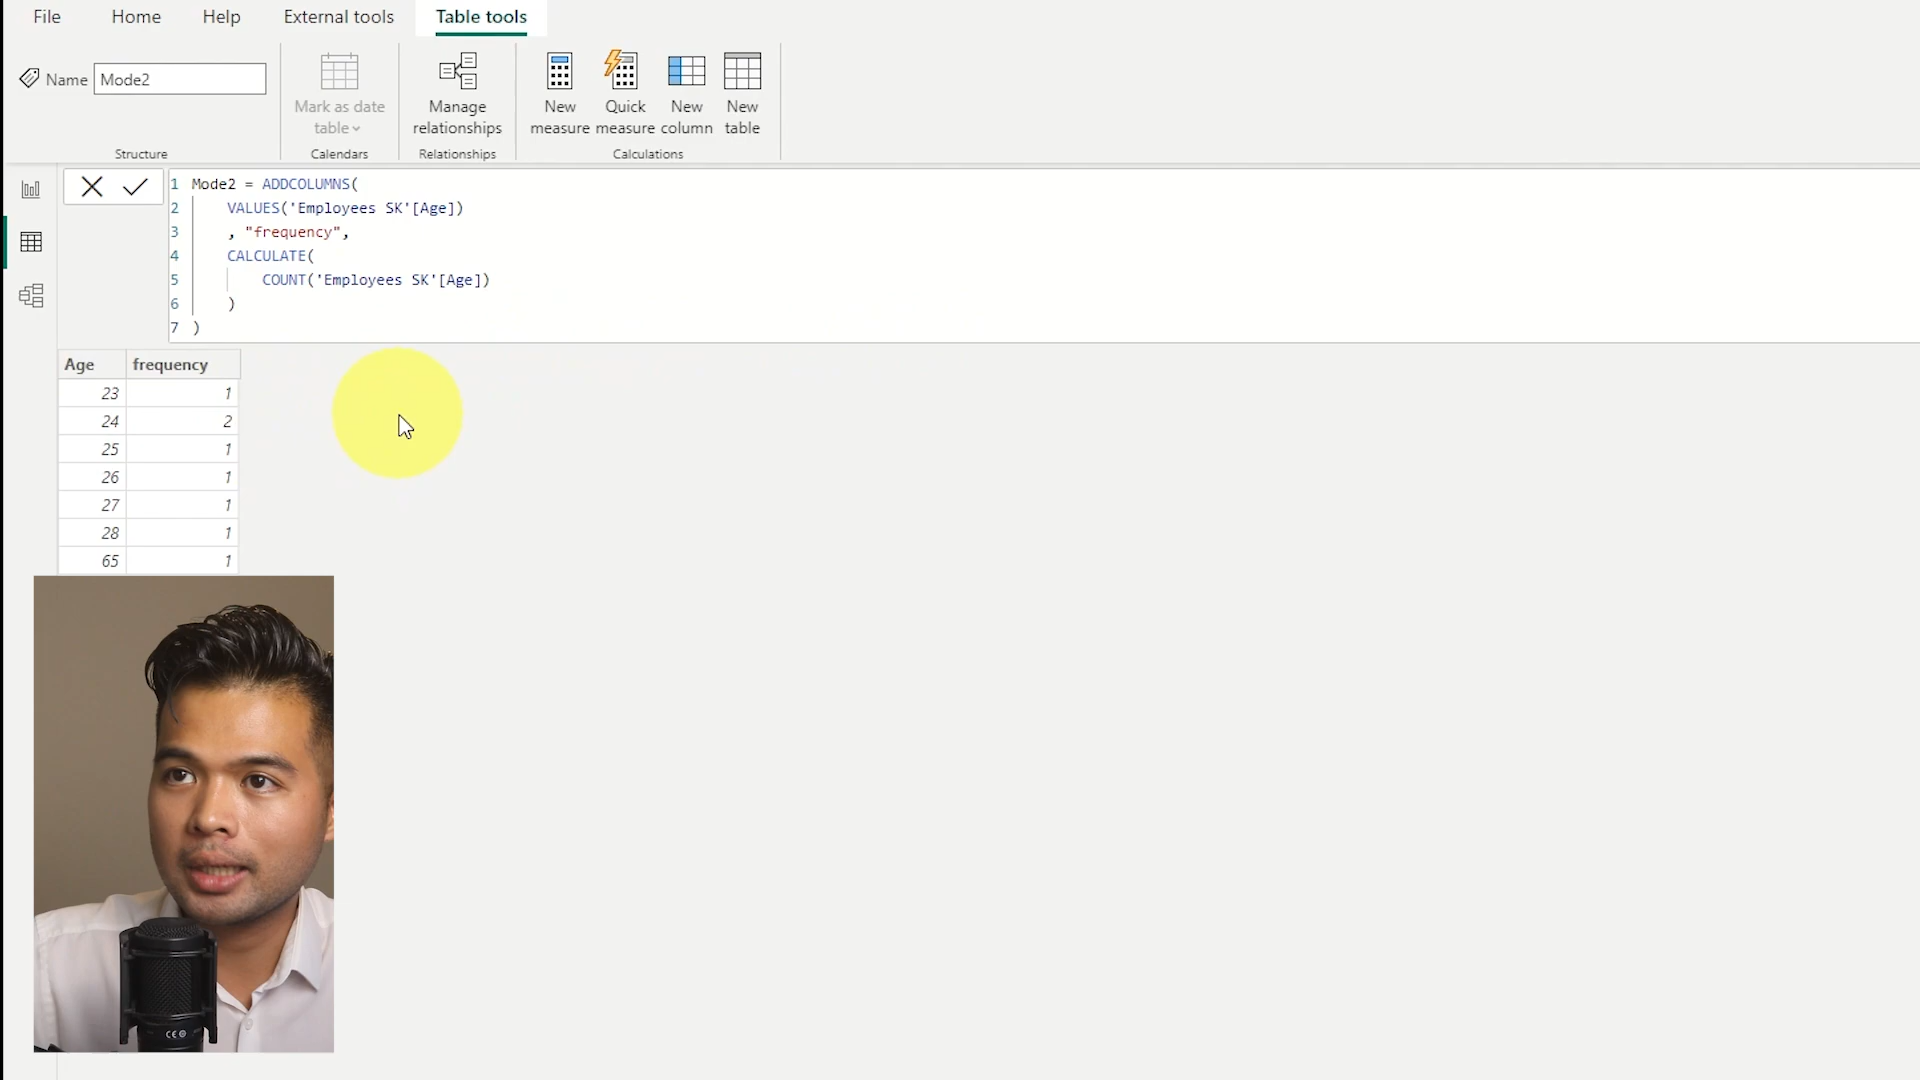 File Home Help External tools Table tools
Name Mode2
Mark as date table
Manage relationships
New measure
Quick measure
New column
New table
Structure Calendars Relationships Calculations
1 Mode2 = ADDCOLUMNS(
2 VALUES('Employees SK'[Age])
3 , "frequency",
4 CALCULATE(
5 COUNT('Employees SK'[Age])
6 )
7 )
Age frequency
23 1
24 2
25 1
26 1
27 1
28 1
65 1
CE